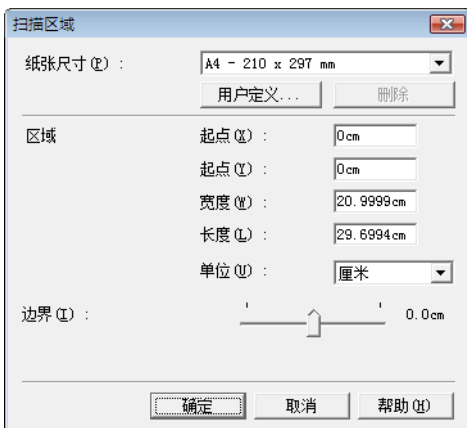 扫描区域
纸张尺寸(P) : A4 - 210 x 297 mm
用户定义... 删除
区域 起点(X) : 0cm
起点(Y) : 0cm
宽度(W) : 20.9999cm
长度(L) : 29.6994cm
单位(U) : 厘米
边界(I) : 0.0cm
确定 取消 帮助(H)